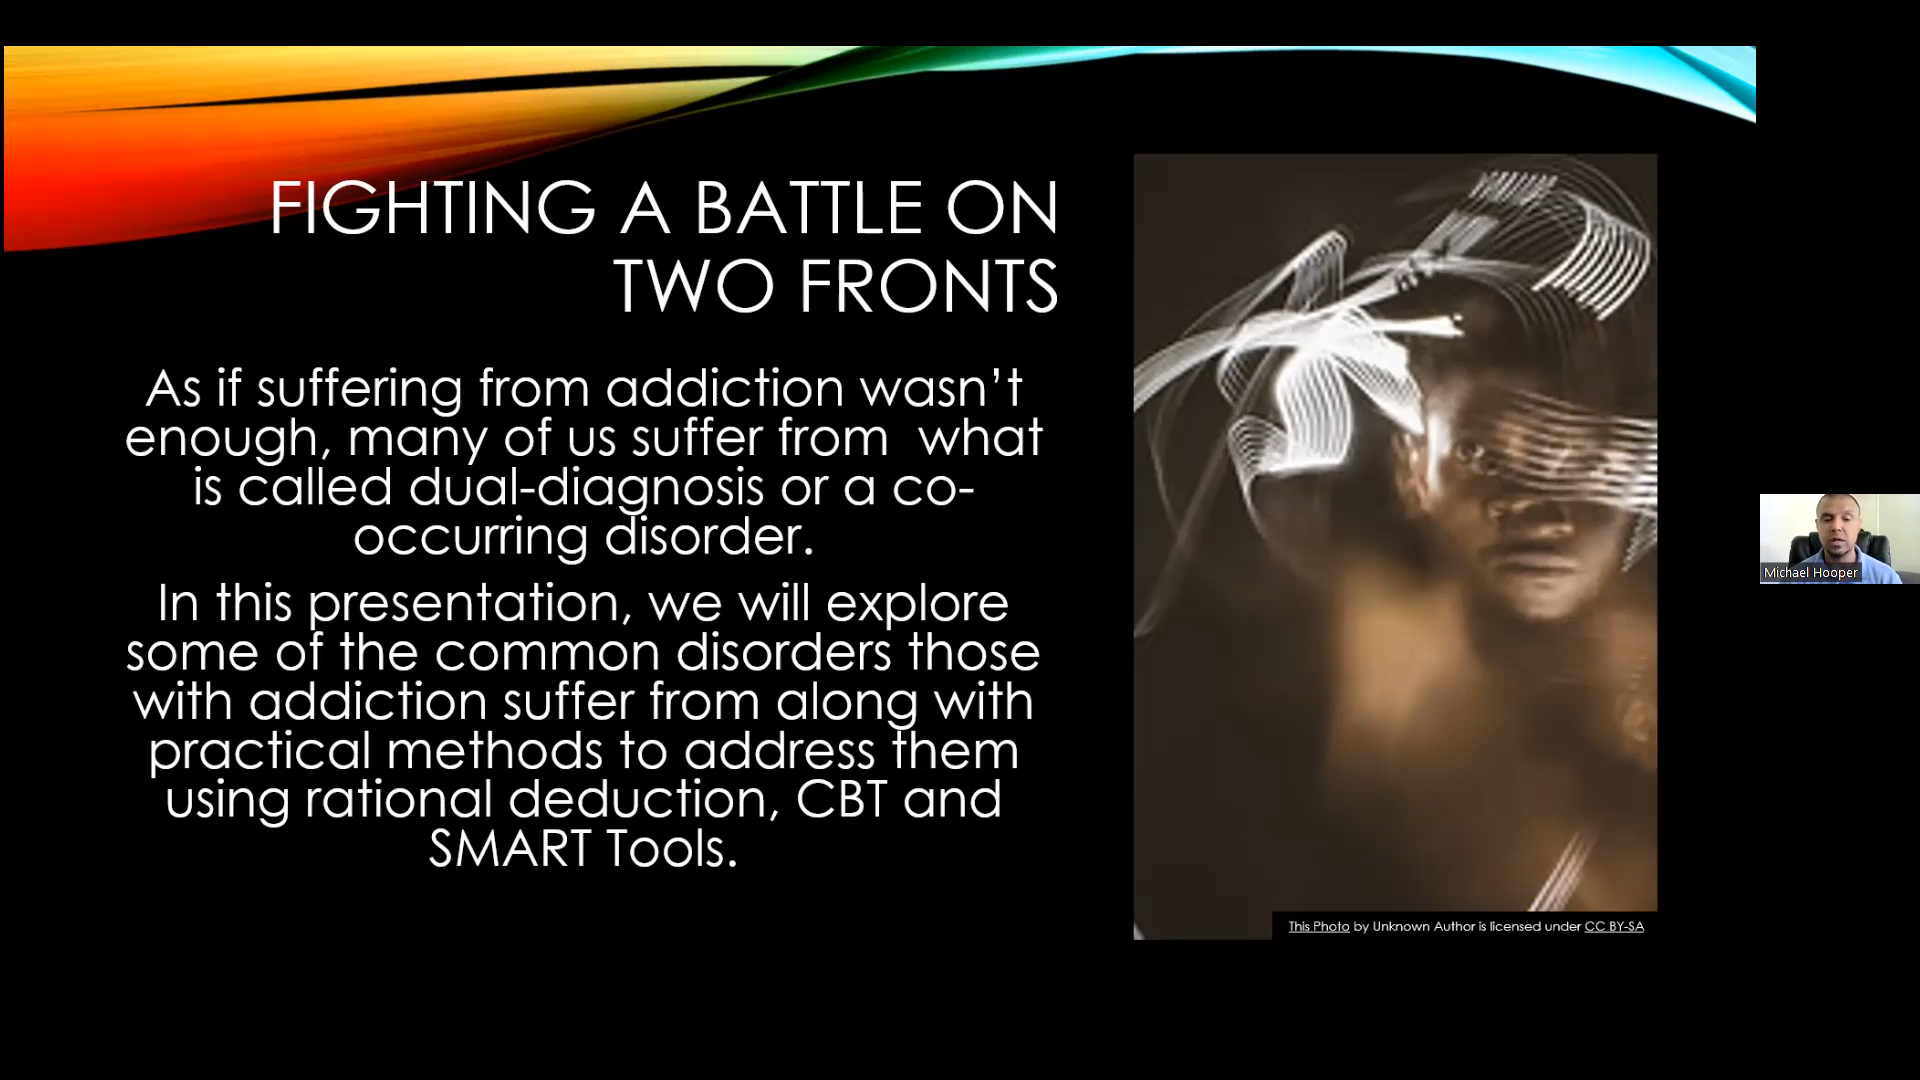 FIGHTING A BATTLE ON
TWO FRONTS
As if suffering from addiction wasn’t
enough, many of us suffer from  what
is called dual-diagnosis or a co-
occurring disorder.
In this presentation, we will explore
some of the common disorders those
with addiction suffer from along with
practical methods to address them
using rational deduction, CBT and
SMART Tools.
This Photo by Unknown Author is licensed under CC BY-SA
Michael Hooper